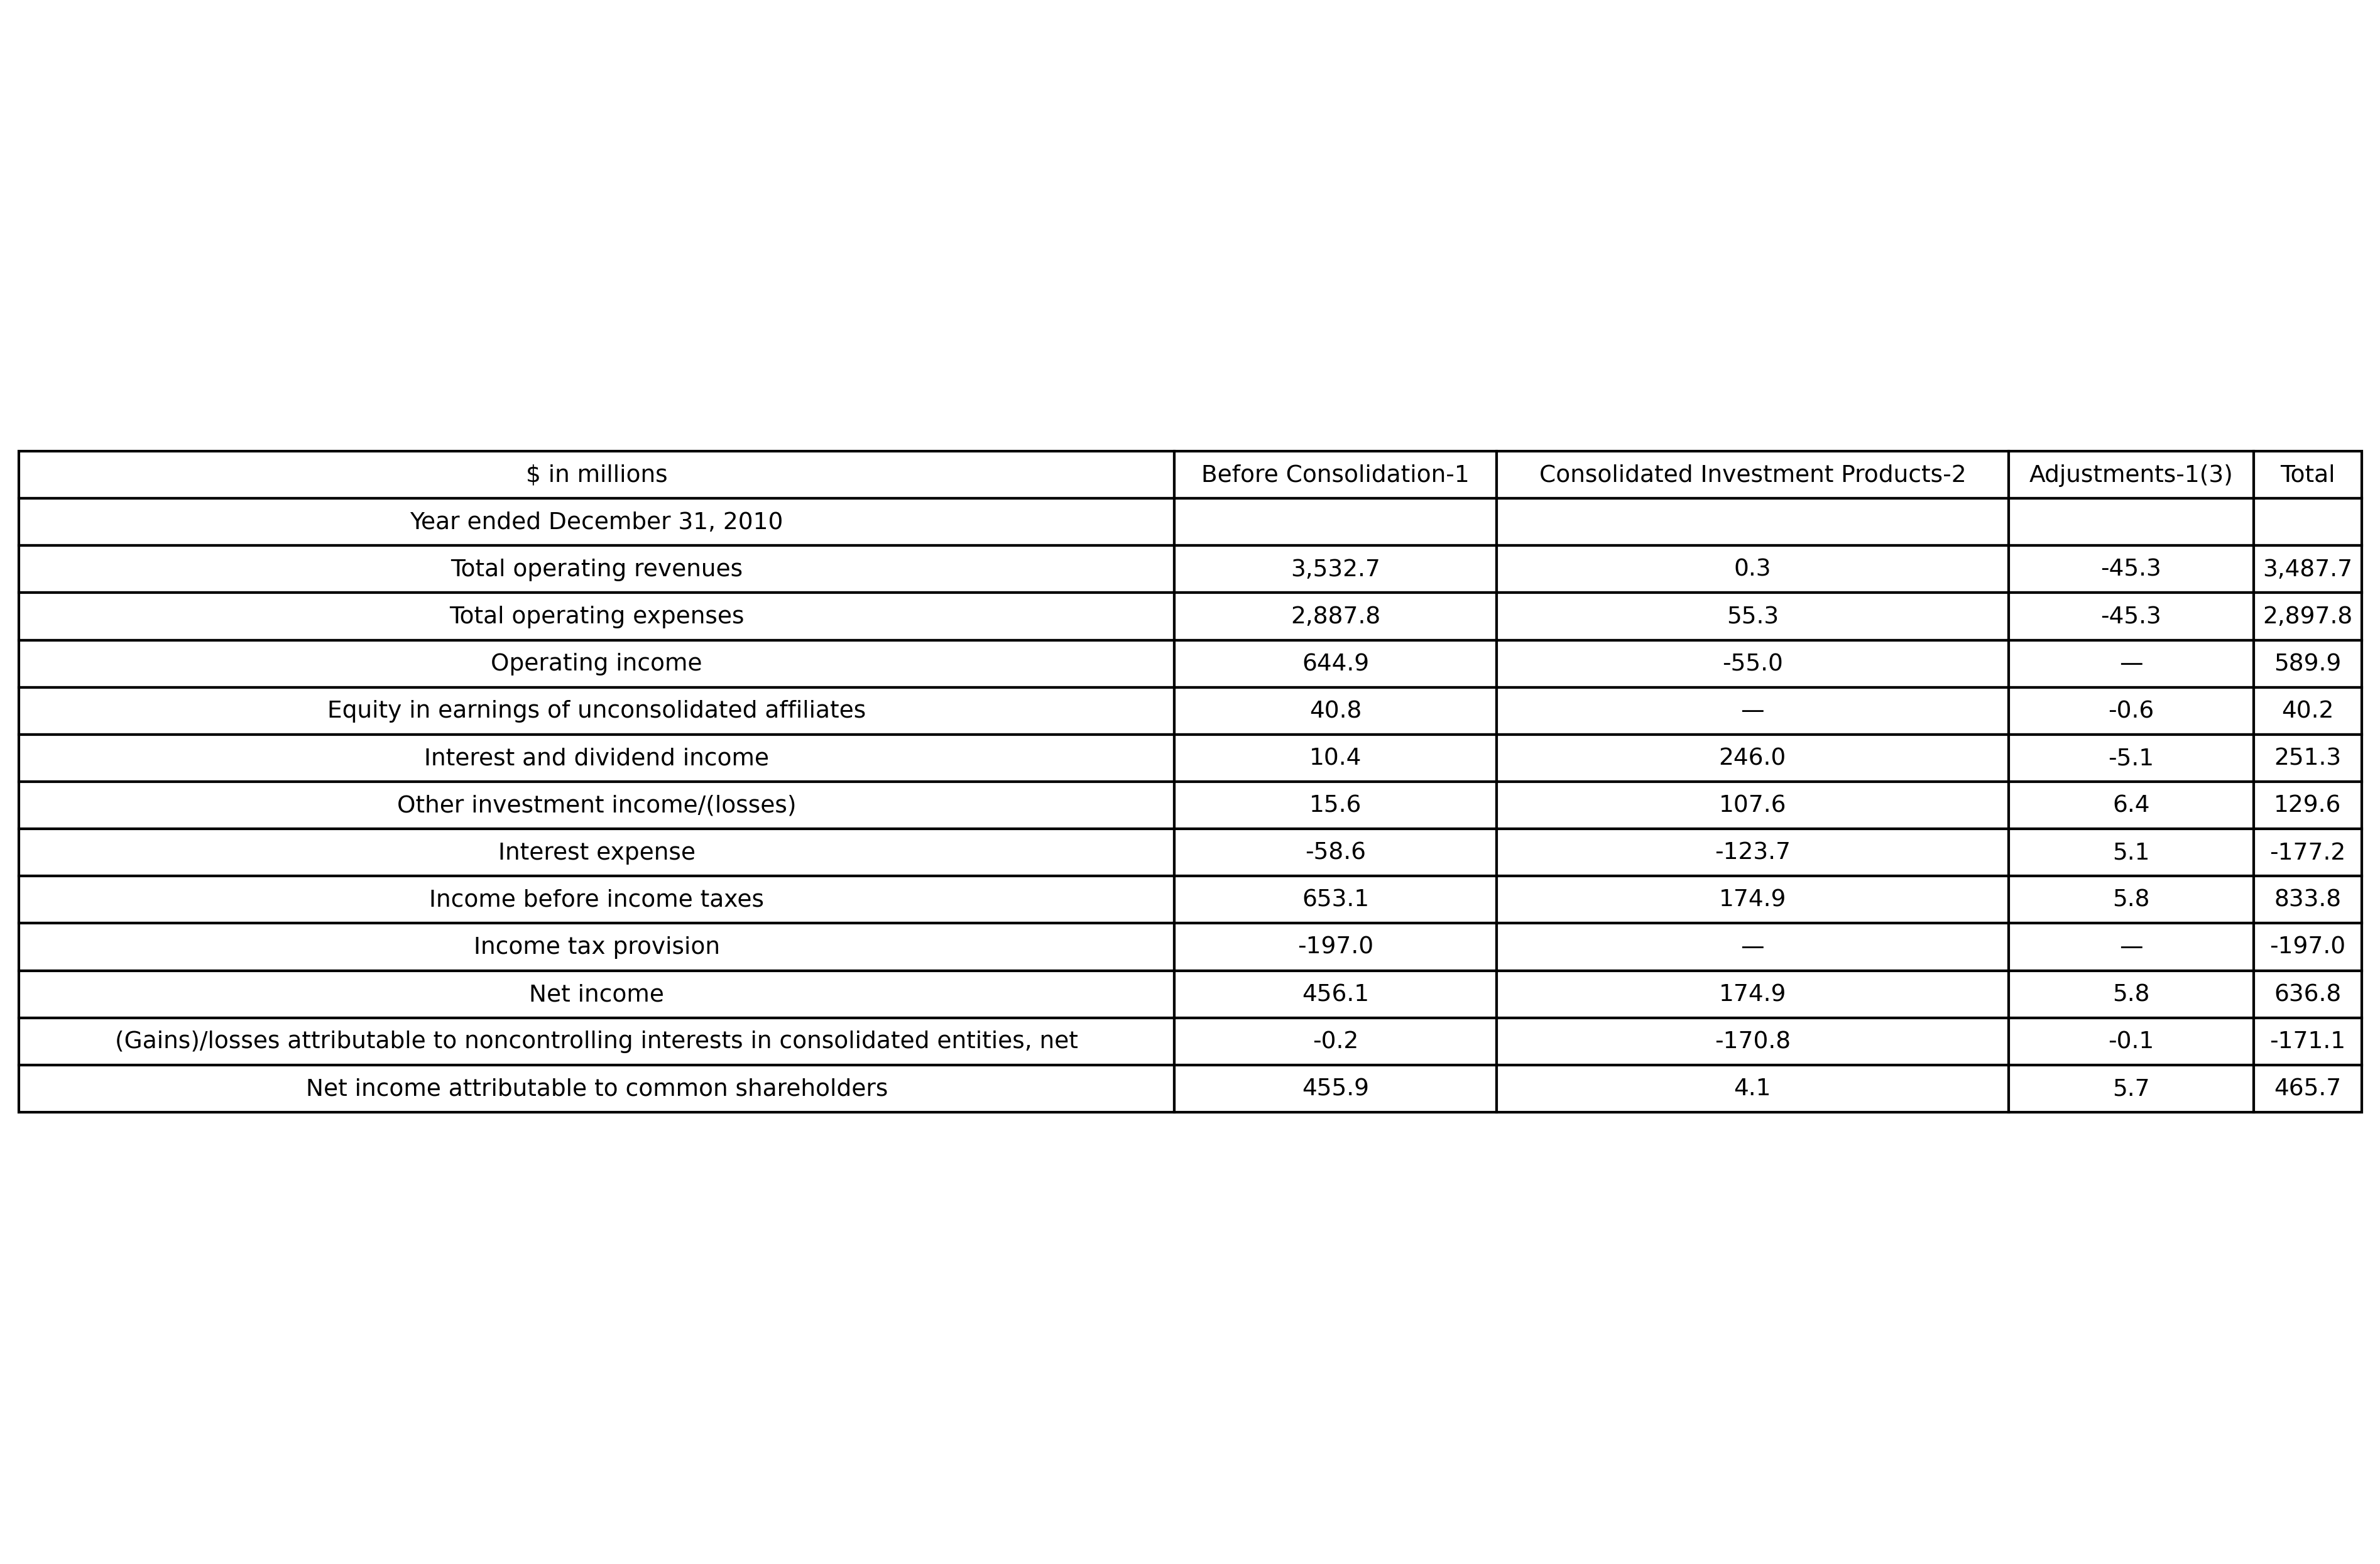 $ in millions Before Consolidation-1 Consolidated Investment Products-2 Adjustments-1(3) Total
Year ended December 31, 2010
Total operating revenues 3,532.7 0.3 -45.3 3,487.7
Total operating expenses 2,887.8 55.3 -45.3 2,897.8
Operating income 644.9 -55.0 — 589.9
Equity in earnings of unconsolidated affiliates 40.8 — -0.6 40.2
Interest and dividend income 10.4 246.0 -5.1 251.3
Other investment income/(losses) 15.6 107.6 6.4 129.6
Interest expense -58.6 -123.7 5.1 -177.2
Income before income taxes 653.1 174.9 5.8 833.8
Income tax provision -197.0 — — -197.0
Net income 456.1 174.9 5.8 636.8
(Gains)/losses attributable to noncontrolling interests in consolidated entities, net -0.2 -170.8 -0.1 -171.1
Net income attributable to common shareholders 455.9 4.1 5.7 465.7